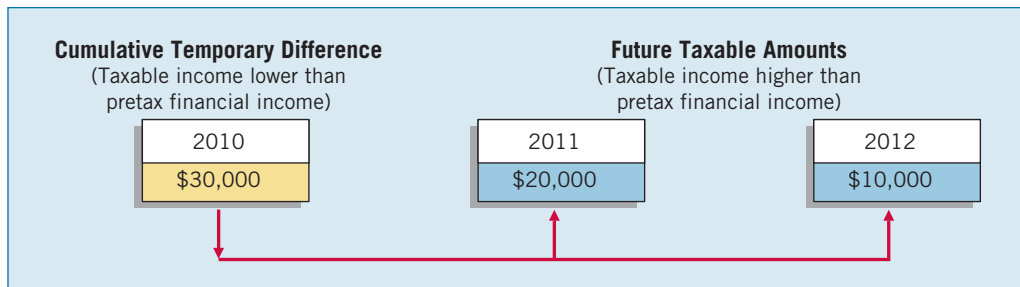 Cumulative Temporary Difference
(Taxable income lower than
pretax financial income)
Future Taxable Amounts
(Taxable income higher than
pretax financial income)
2010
$30,000
2011
$20,000
2012
$10,000